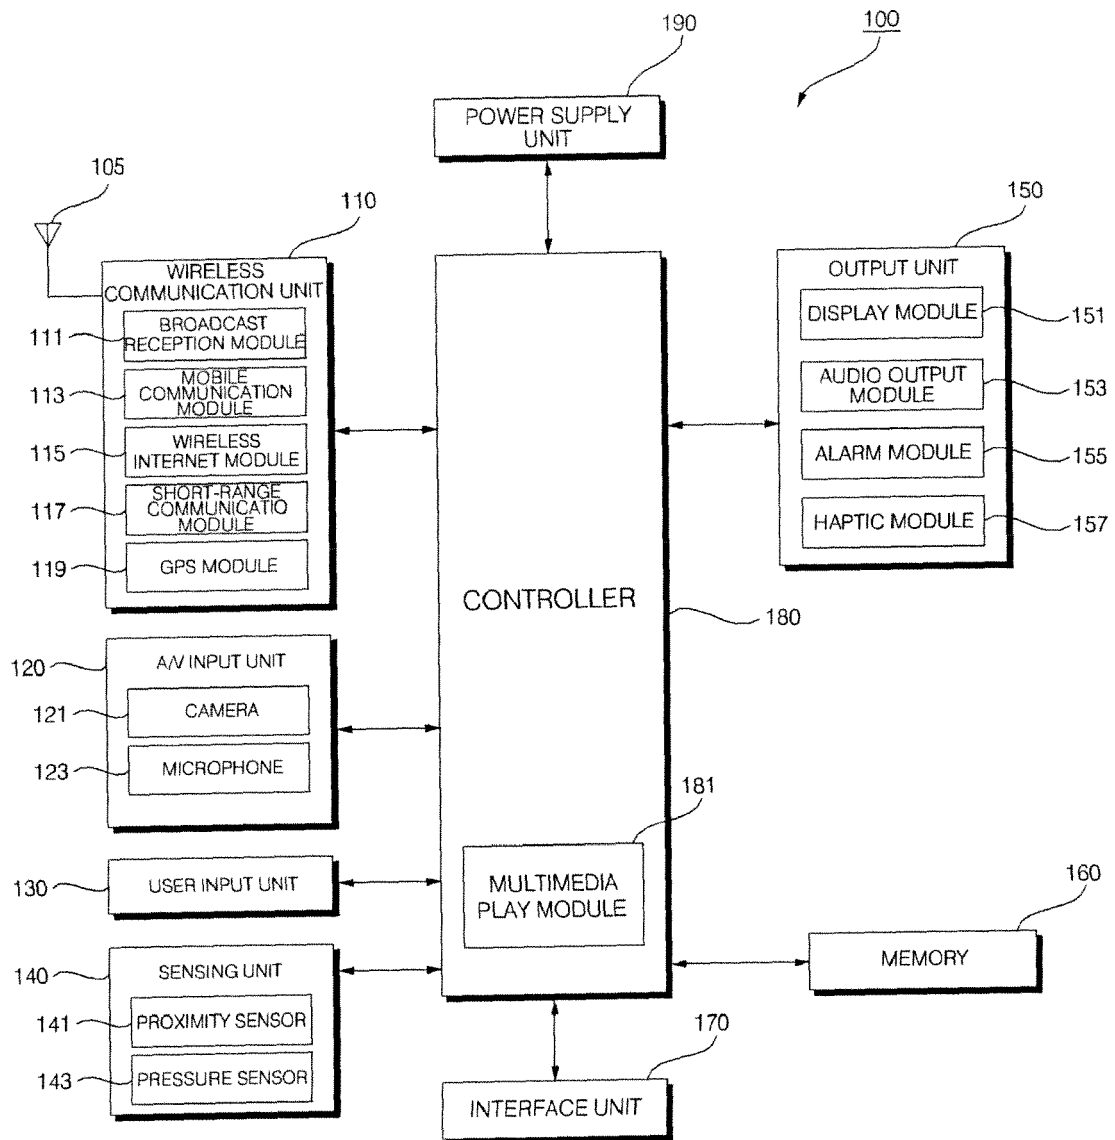 190
100
POWER SUPPLY
UNIT
105
110
150
WIRELESS
COMMUNICATION UNIT
111
BROADCAST
RECEPTION MODULE
113
MOBILE
COMMUNICATION
MODULE
115
WIRELESS
INTERNET MODULE
117
SHORT-RANGE
COMMUNICATIO
MODULE
119
GPS MODULE
OUTPUT UNIT
DISPLAY MODULE
151
AUDIO OUTPUT
MODULE
153
ALARM MODULE
155
HAPTIC MODULE
157
CONTROLLER
180
120
A/V INPUT UNIT
121
CAMERA
123
MICROPHONE
181
MULTIMEDIA
PLAY MODULE
130
USER INPUT UNIT
160
MEMORY
140
SENSING UNIT
141
PROXIMITY SENSOR
143
PRESSURE SENSOR
170
INTERFACE UNIT